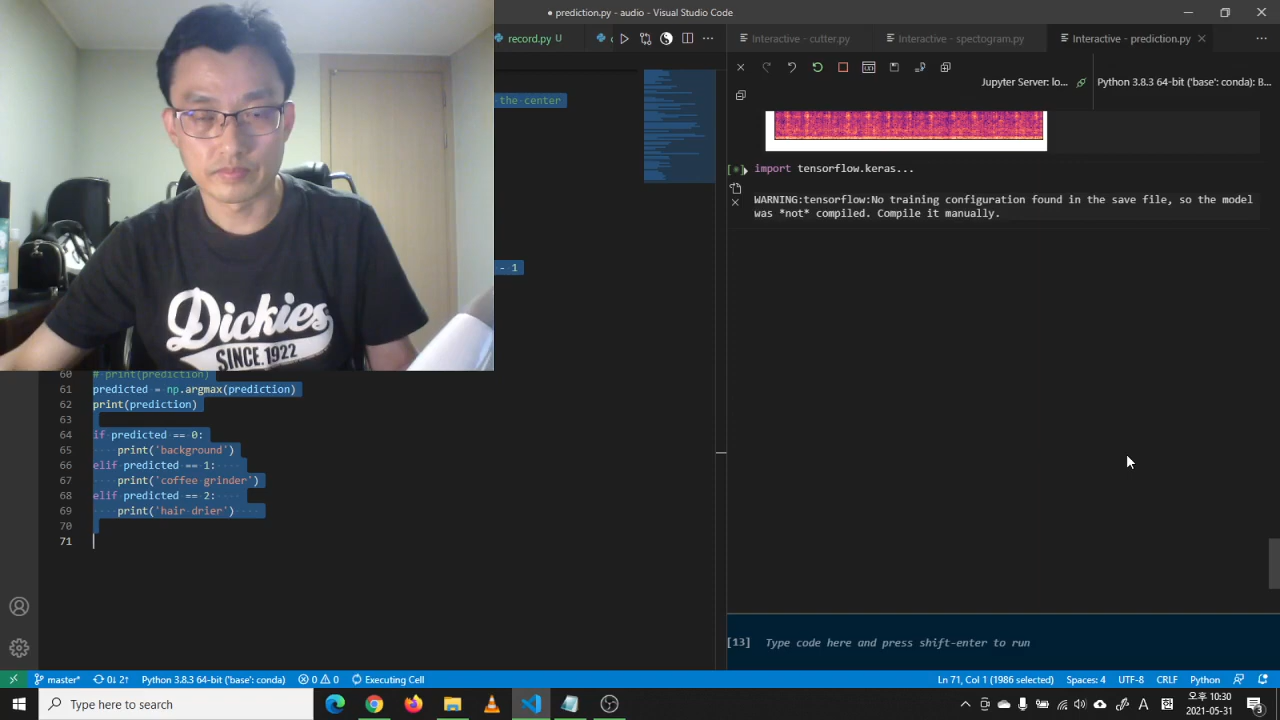 prediction.py - audio - Visual Studio Code
record.py U
Interactive - cutter.py
Interactive - spectogram.py
Interactive - prediction.py
Jupyter Server: lo...
Python 3.8.3 64-bit ('base': conda): B...
the center
import tensorflow.keras...
WARNING:tensorflow:No training configuration found in the save file, so the model
was *not* compiled. Compile it manually.
- 1
Dickies
SINCE.1922
60 # print(prediction)
61 predicted = np.argmax(prediction)
62 print(prediction)
63
64 if predicted == 0:
65 print('background')
66 elif predicted == 1:
67 print('coffee grinder')
68 elif predicted == 2:
69 print('hair drier')
70
71
[13] Type code here and press shift-enter to run
master* 0↓ 2↑ Python 3.8.3 64-bit ('base': conda) 0 0 Executing Cell
Ln 71, Col 1 (1986 selected) Spaces: 4 UTF-8 CRLF Python
Type here to search
A
오후 10:30
2021-05-31